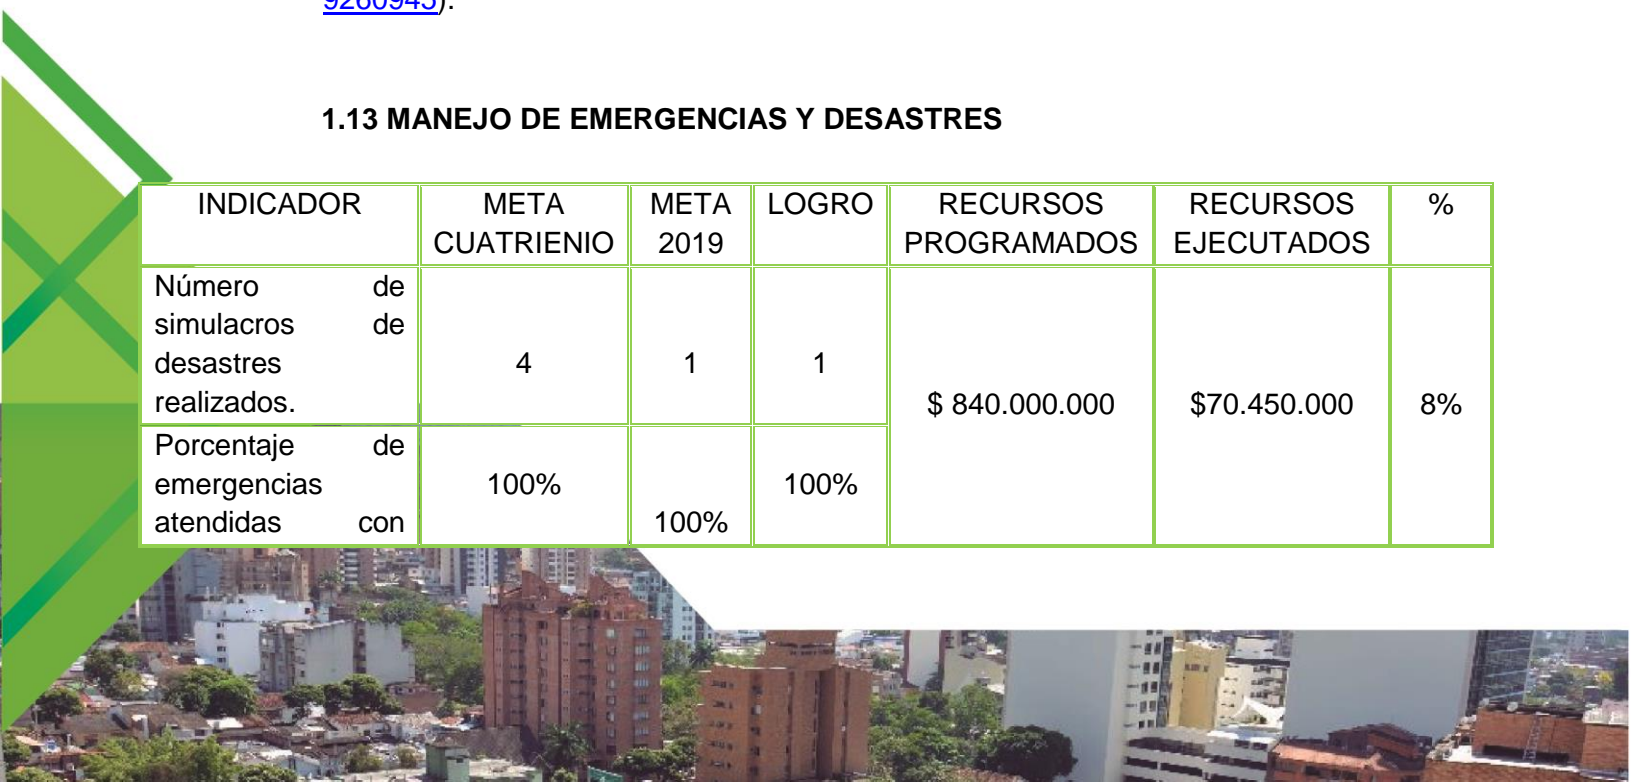 9260945).
1.13 MANEJO DE EMERGENCIAS Y DESASTRES
INDICADOR META CUATRIENIO META 2019 LOGRO RECURSOS PROGRAMADOS RECURSOS EJECUTADOS %
Número de
simulacros de
desastres
realizados.
4 1 1
$ 840.000.000 $70.450.000 8%
Porcentaje de
emergencias
atendidas con
100% 100% 100%